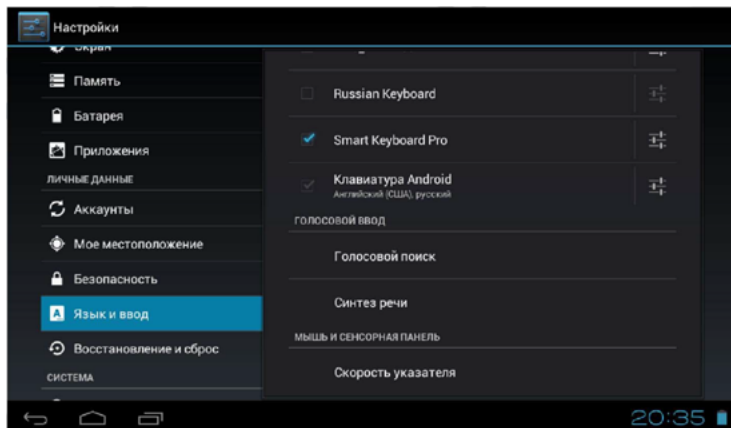 Настройки
Экран
Память
Батарея
Приложения
ЛИЧНЫЕ ДАННЫЕ
Аккаунты
Мое местоположение
Безопасность
Язык и ввод
Восстановление и сброс
СИСТЕМА
Russian Keyboard
Smart Keyboard Pro
Клавиатура Android
Английский (США), русский
ГОЛОСОВОЙ ВВОД
Голосовой поиск
Синтез речи
МЫШЬ И СЕНСОРНАЯ ПАНЕЛЬ
Скорость указателя
20:35